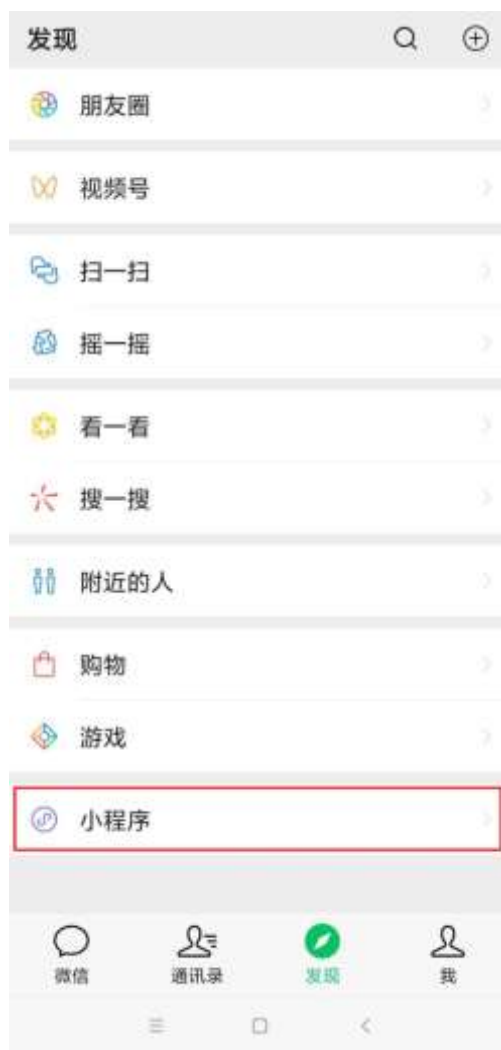 发现
朋友圈
视频号
扫一扫
摇一摇
看一看
搜一搜
附近的人
购物
游戏
小程序
微信 通讯录 发现 我